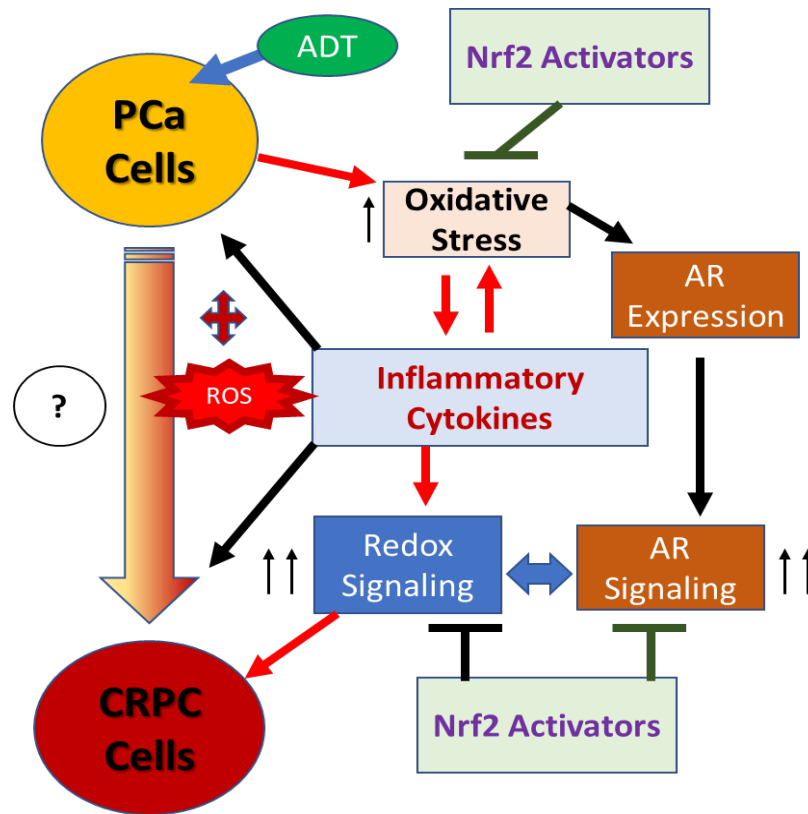 ADT
Nrf2 Activators
PCa
Cells
Oxidative
Stress
AR
Expression
Inflammatory
Cytokines
ROS
?
Redox
Signaling
AR
Signaling
CRPC
Cells
Nrf2 Activators